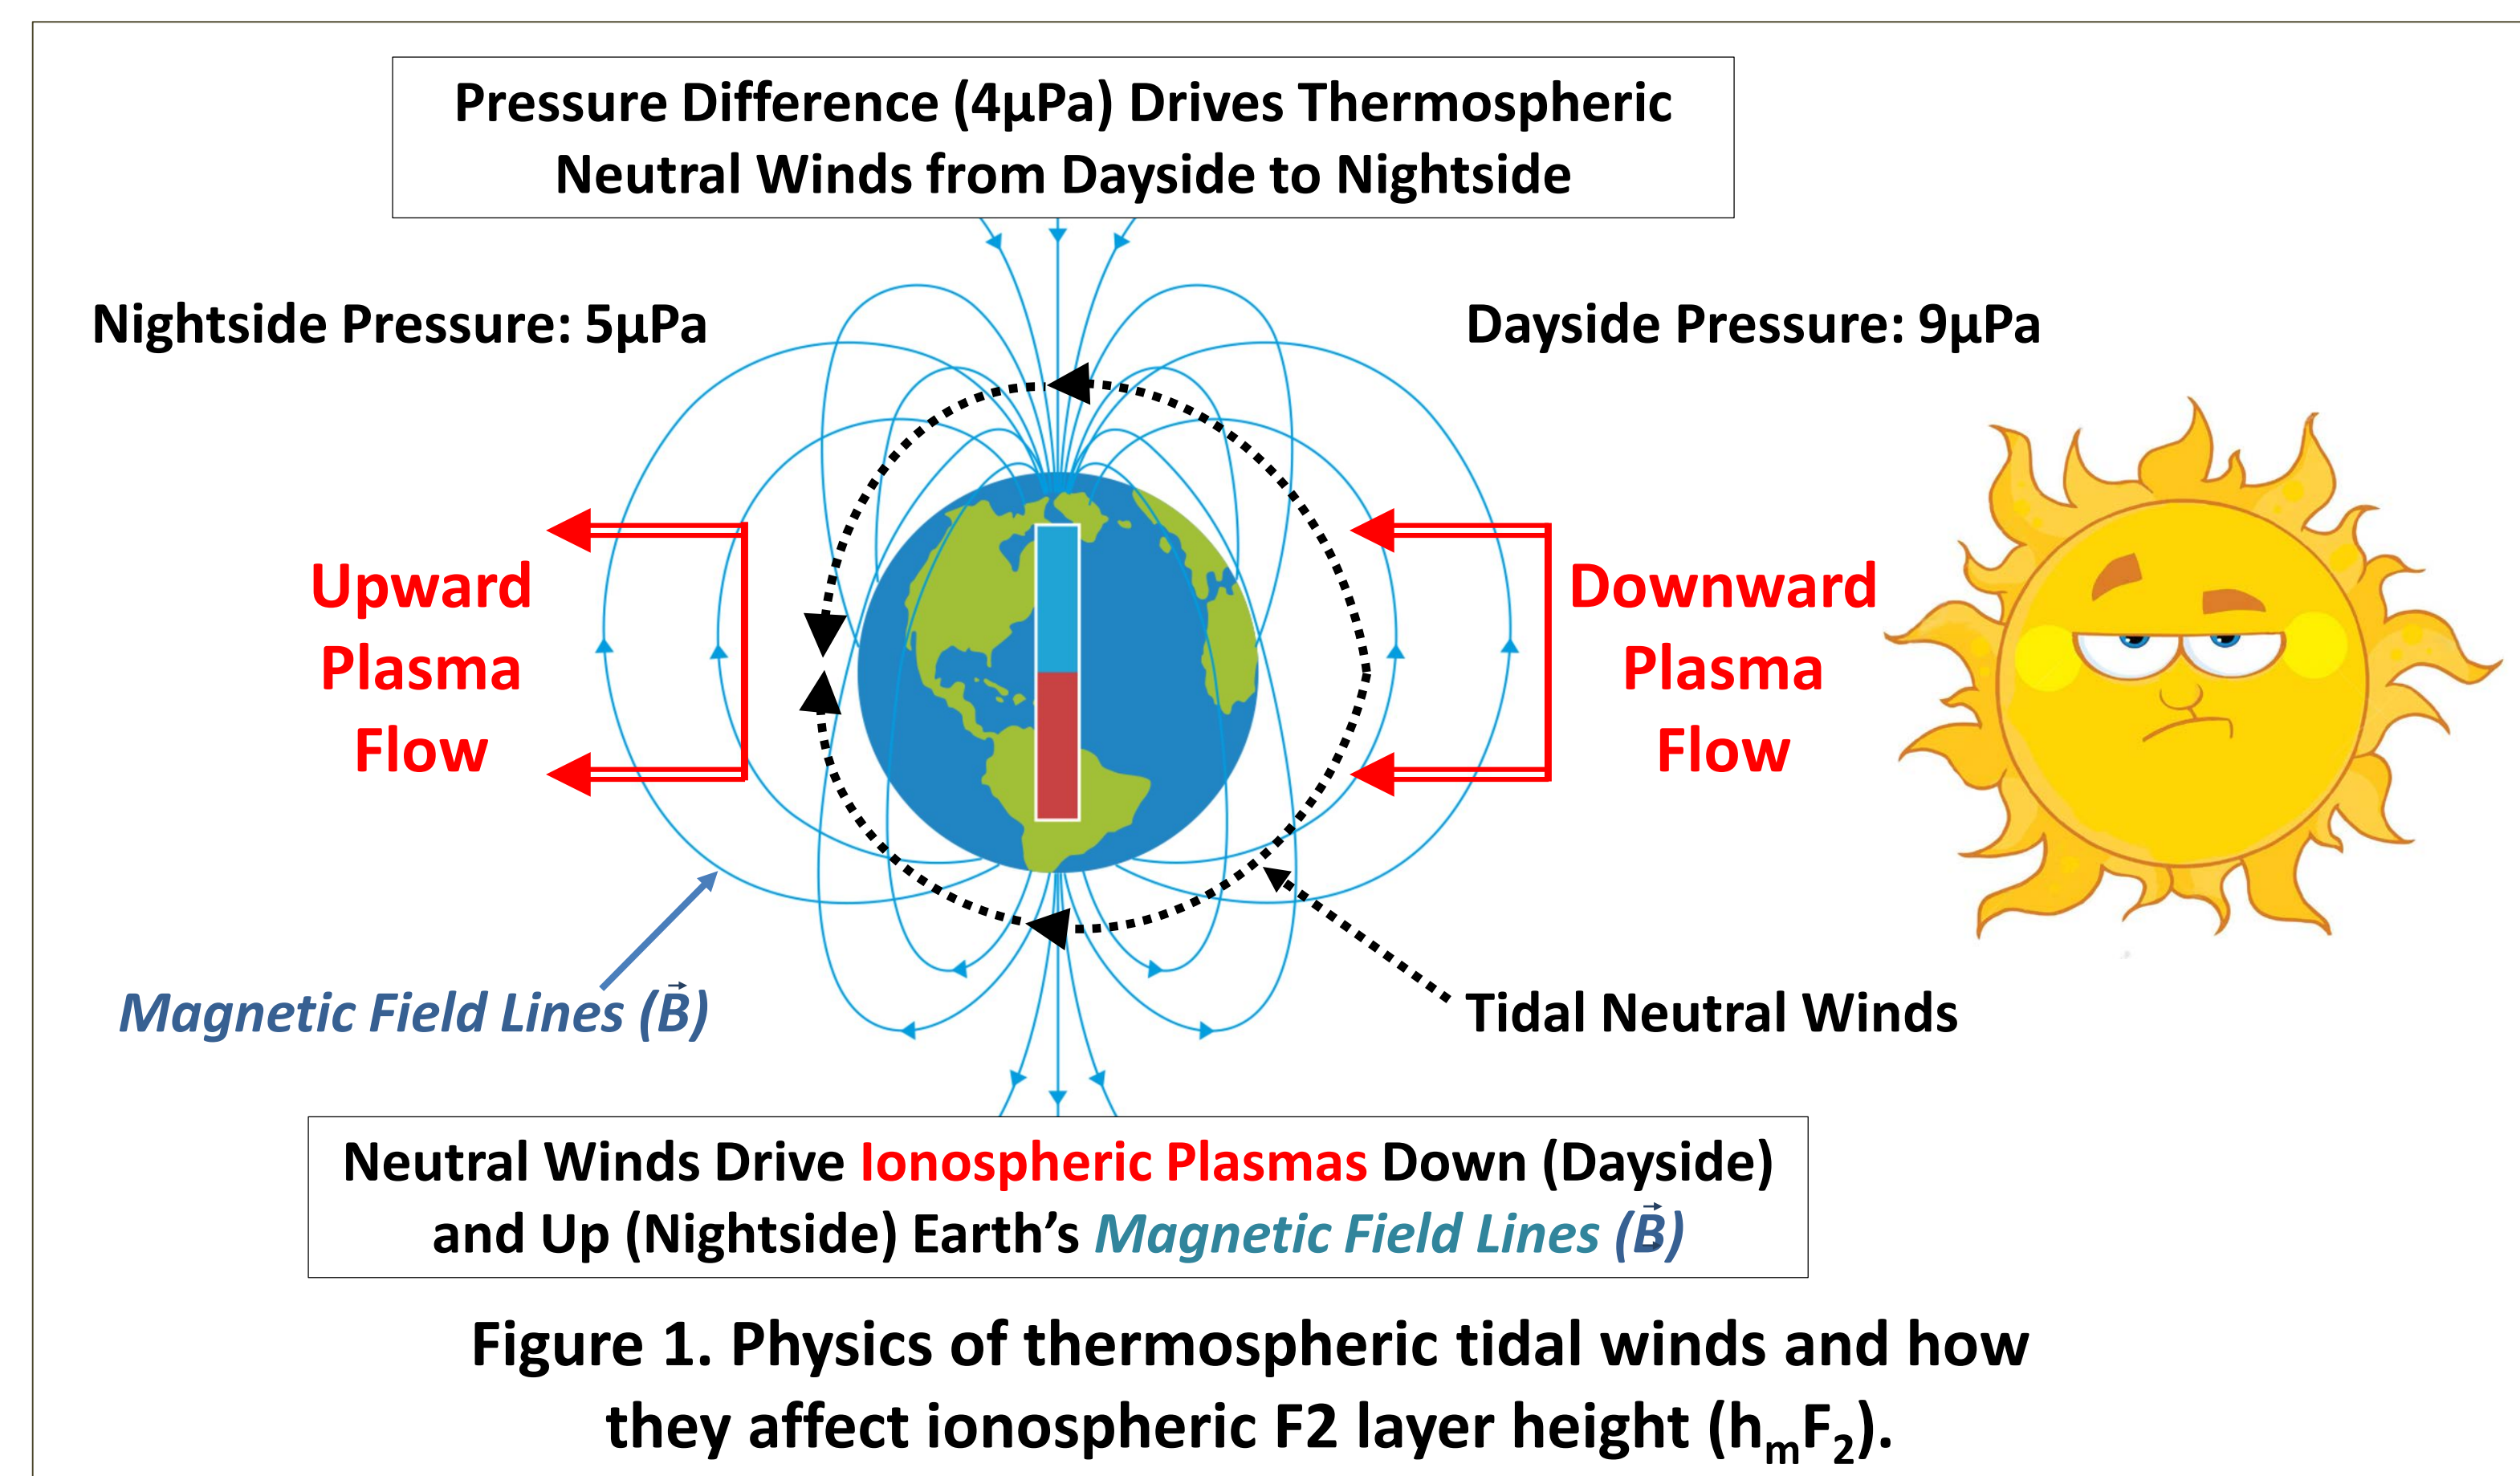 Pressure Difference (4µPa) Drives Thermospheric
Neutral Winds from Dayside to Nightside
Nightside Pressure: 5µPa
Dayside Pressure: 9µPa
Upward
Plasma
Flow
Downward
Plasma
Flow
Magnetic Field Lines (B⃗)
Tidal Neutral Winds
Neutral Winds Drive Ionospheric Plasmas Down (Dayside)
and Up (Nightside) Earth’s Magnetic Field Lines (B⃗)
Figure 1. Physics of thermospheric tidal winds and how
they affect ionospheric F2 layer height (hₘF₂).